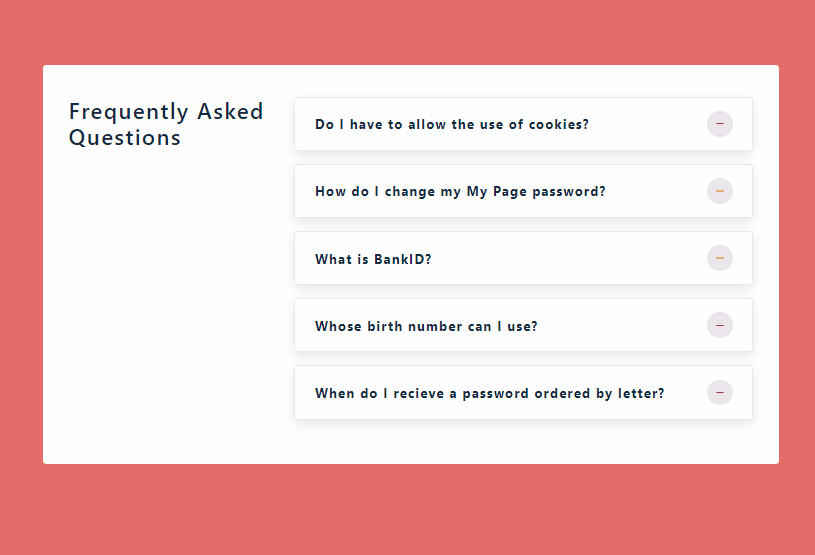 Frequently Asked
Questions
Do I have to allow the use of cookies?
How do I change my My Page password?
What is BankID?
Whose birth number can I use?
When do I recieve a password ordered by letter?